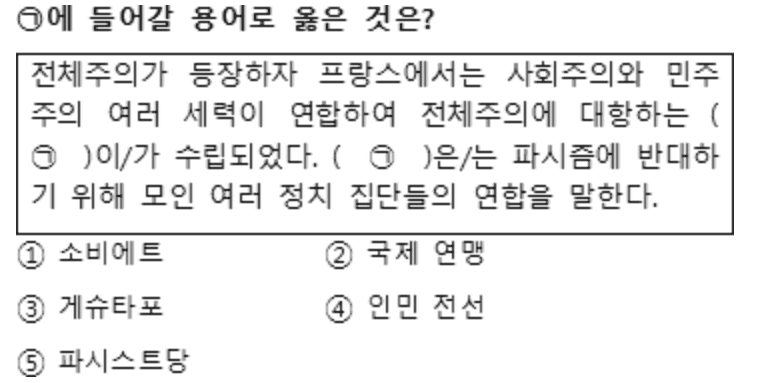 ㉠에 들어갈 용어로 옳은 것은?
전체주의가 등장하자 프랑스에서는 사회주의와 민주
주의 여러 세력이 연합하여 전체주의에 대항하는 (
㉠ )이/가 수립되었다. ( ㉠ )은/는 파시즘에 반대하
기 위해 모인 여러 정치 집단들의 연합을 말한다.
① 소비에트 ② 국제 연맹
③ 게슈타포 ④ 인민 전선
⑤ 파시스트당